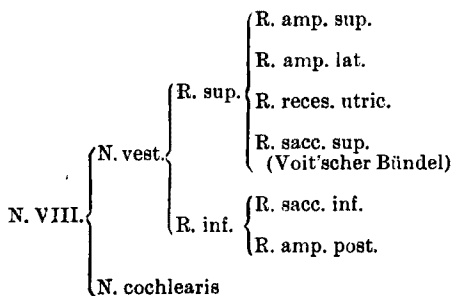 R. amp. sup.
R. amp. lat.
R. sup.
R. reces. utric.
R. sacc. sup.
(Voit'scher Bündel)
N. vest.
N. VIII.
R. inf.
R. sacc. inf.
R. amp. post.
N. cochlearis